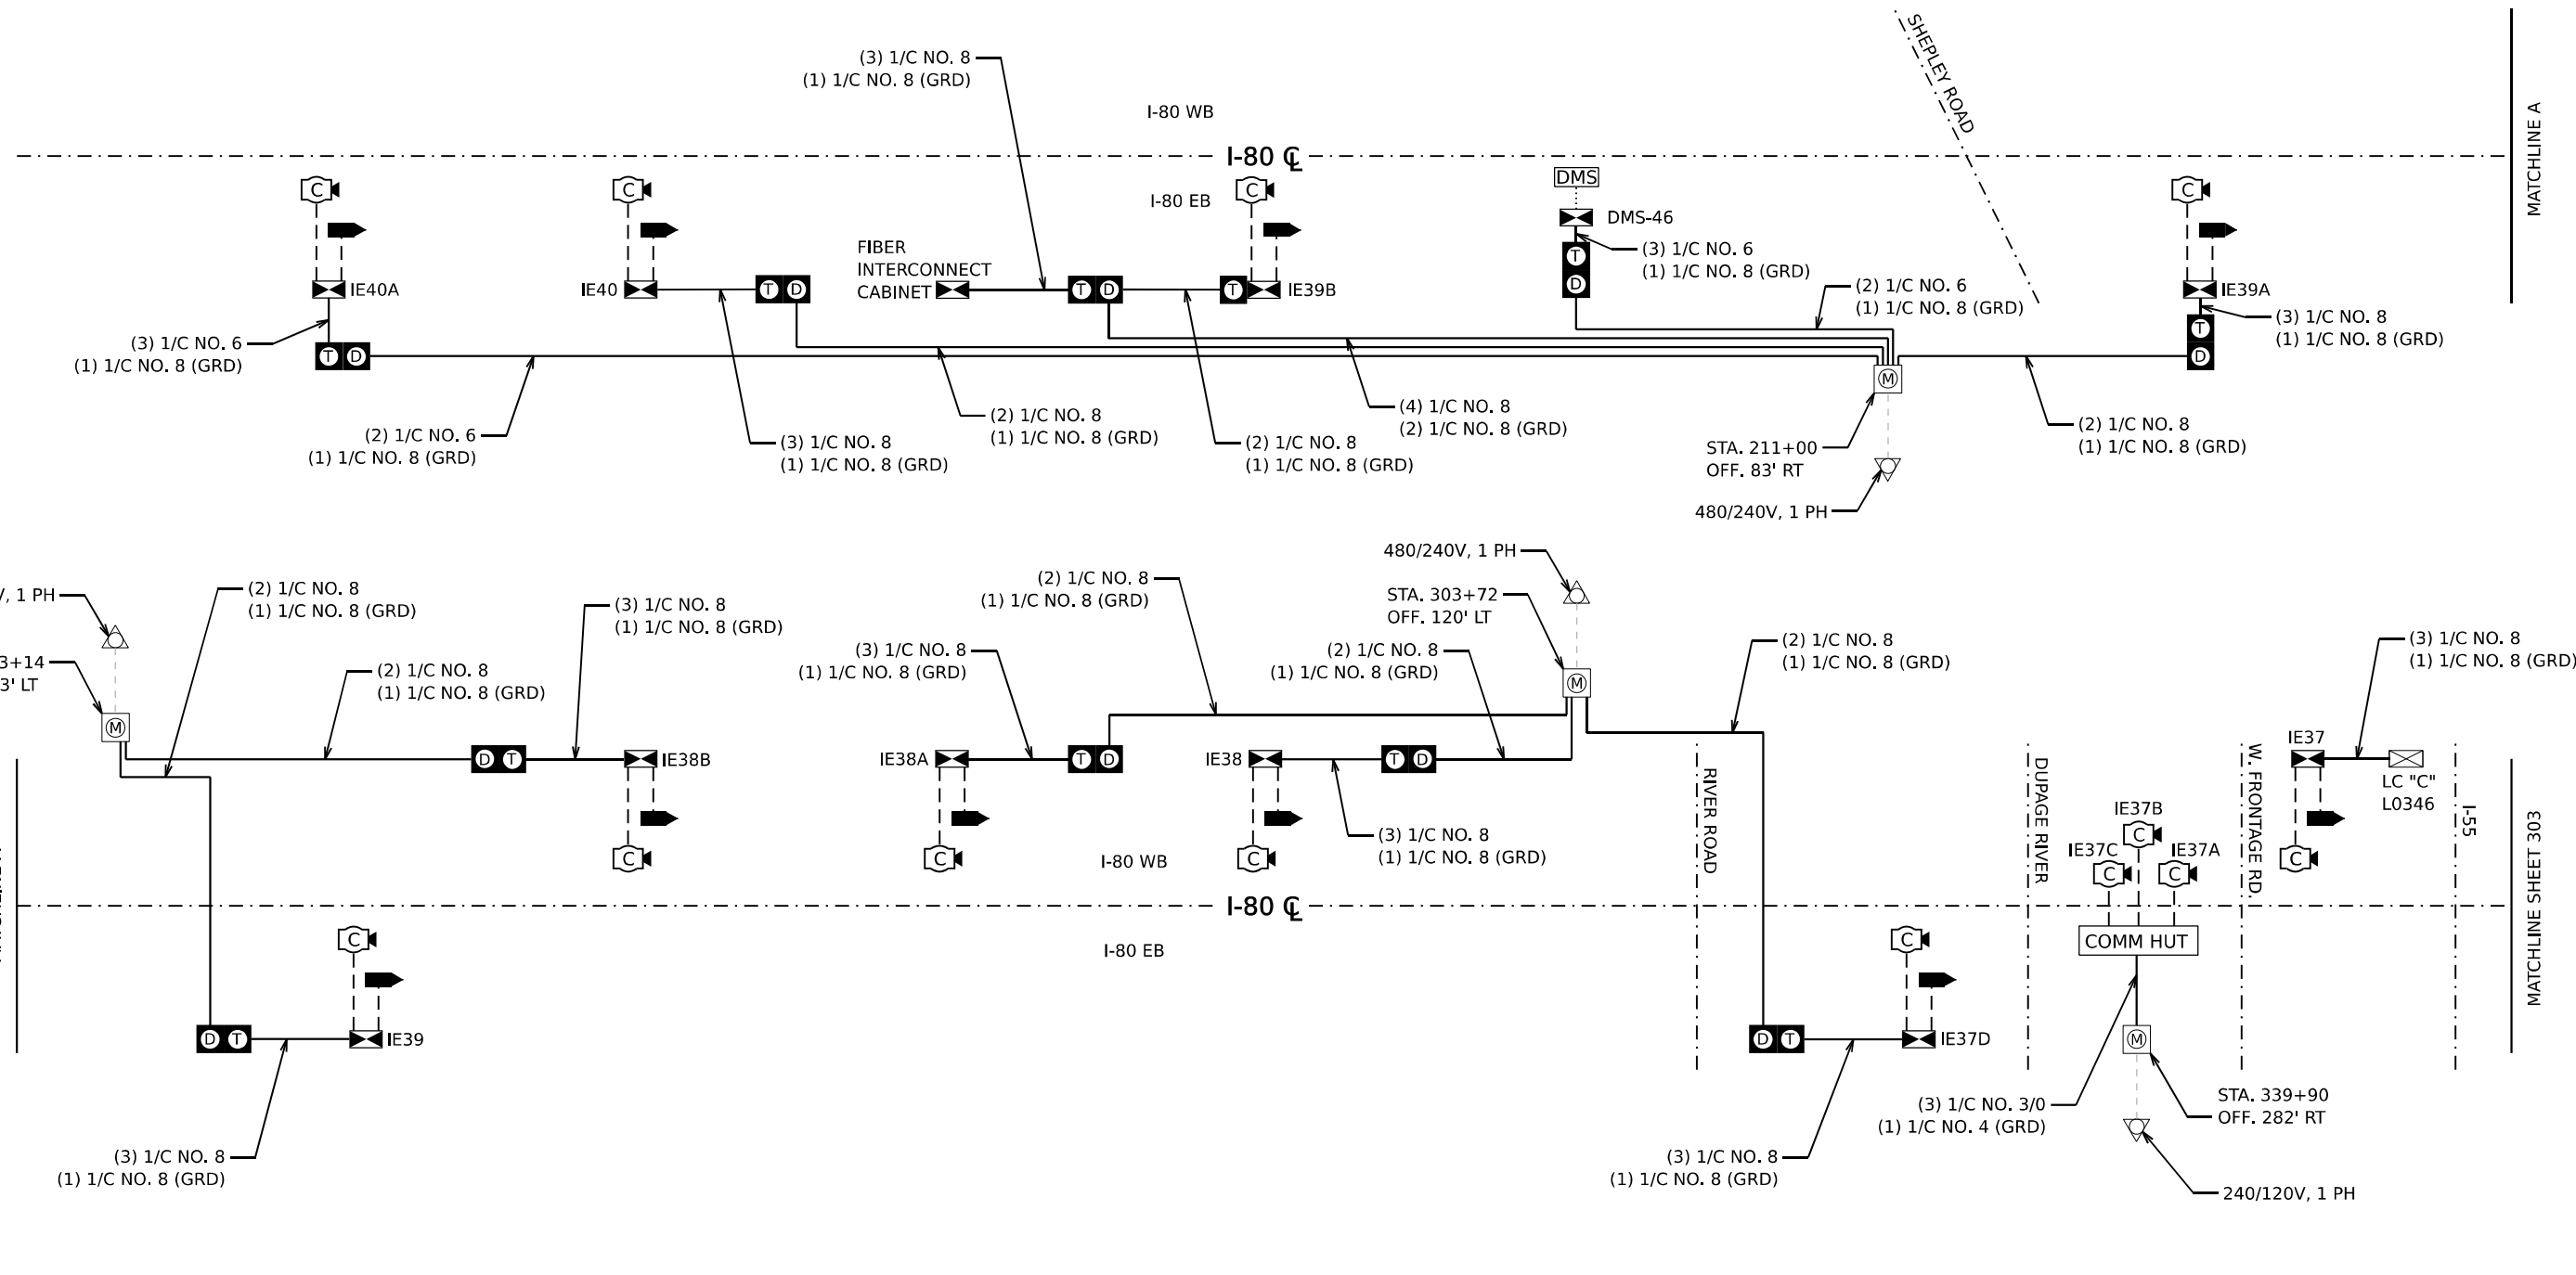 (3) 1/C NO. 8
(1) 1/C NO. 8 (GRD)
I-80 WB
SHEPLEY ROAD
MATCHLINE A
I-80 ℄
C
C
C
DMS
C
I-80 EB
DMS-46
FIBER
INTERCONNECT
CABINET
(3) 1/C NO. 6
(1) 1/C NO. 8 (GRD)
T
D
IE40A
IE40
T D
T D
T
IE39B
IE39A
(2) 1/C NO. 6
(1) 1/C NO. 8 (GRD)
(3) 1/C NO. 6
(1) 1/C NO. 8 (GRD)
T D
T
D
(3) 1/C NO. 8
(1) 1/C NO. 8 (GRD)
M
(2) 1/C NO. 6
(1) 1/C NO. 8 (GRD)
(3) 1/C NO. 8
(1) 1/C NO. 8 (GRD)
(2) 1/C NO. 8
(1) 1/C NO. 8 (GRD)
(2) 1/C NO. 8
(1) 1/C NO. 8 (GRD)
(4) 1/C NO. 8
(2) 1/C NO. 8 (GRD)
STA. 211+00
OFF. 83' RT
(2) 1/C NO. 8
(1) 1/C NO. 8 (GRD)
480/240V, 1 PH
480/240V, 1 PH
V, 1 PH
(2) 1/C NO. 8
(1) 1/C NO. 8 (GRD)
(3) 1/C NO. 8
(1) 1/C NO. 8 (GRD)
(2) 1/C NO. 8
(1) 1/C NO. 8 (GRD)
STA. 303+72
OFF. 120' LT
3+14
3' LT
(2) 1/C NO. 8
(1) 1/C NO. 8 (GRD)
(3) 1/C NO. 8
(1) 1/C NO. 8 (GRD)
(2) 1/C NO. 8
(1) 1/C NO. 8 (GRD)
(2) 1/C NO. 8
(1) 1/C NO. 8 (GRD)
(3) 1/C NO. 8
(1) 1/C NO. 8 (GRD)
M
M
D T
IE38B
IE38A
T D
IE38
T D
IE37
LC "C"
L0346
RIVER ROAD
DUPAGE RIVER
W. FRONTAGE RD.
I-55
MATCHLINE SHEET 303
(3) 1/C NO. 8
(1) 1/C NO. 8 (GRD)
IE37B
C
IE37C
C
IE37A
C
C
C
C
C
I-80 WB
I-80 ℄
I-80 EB
C
C
COMM HUT
D T
IE39
D T
IE37D
M
(3) 1/C NO. 8
(1) 1/C NO. 8 (GRD)
(3) 1/C NO. 8
(1) 1/C NO. 8 (GRD)
(3) 1/C NO. 3/0
(1) 1/C NO. 4 (GRD)
STA. 339+90
OFF. 282' RT
240/120V, 1 PH